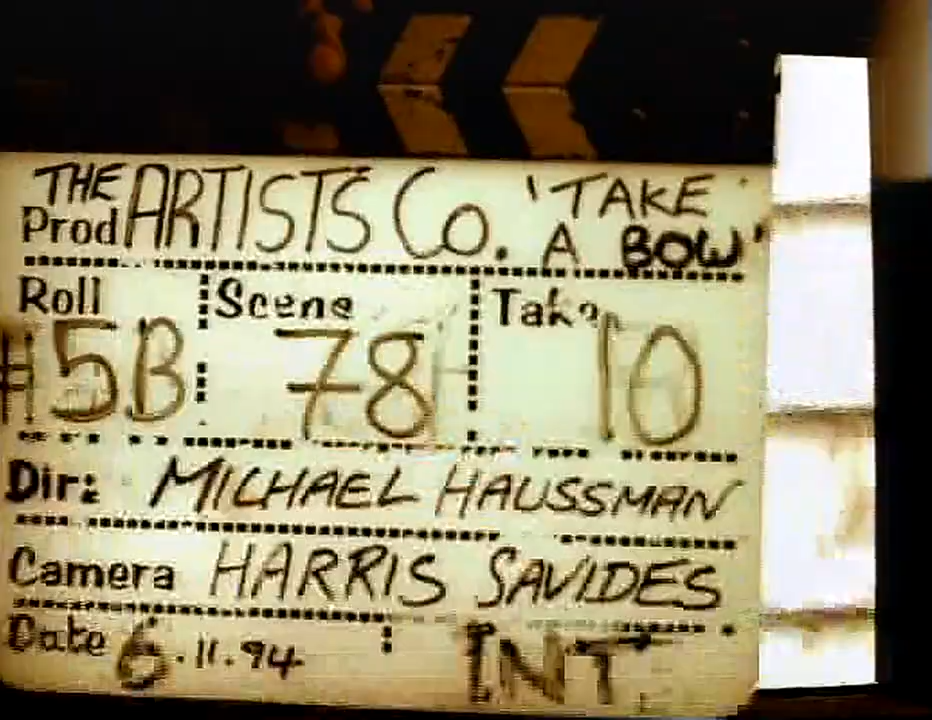 THE
Prod ARTISTS Co. 'TAKE
A BOW'
Roll Scene Take
#5B 78 10
Dir: MICHAEL HAUSSMAN
Camera HARRIS SAVIDES
Date 6.11.94 INT.